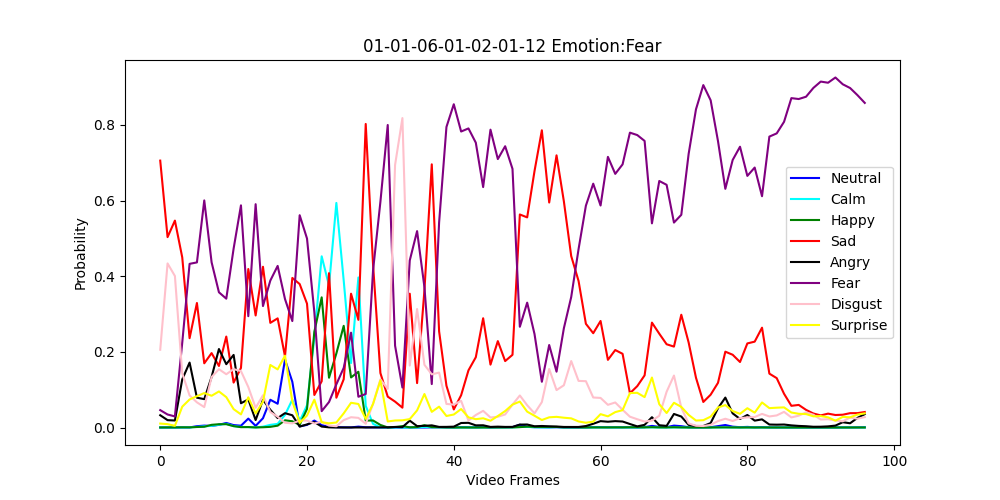 01-01-06-01-02-01-12 Emotion:Fear
Probability
0.8
0.6
0.4
0.2
0.0
Neutral
Calm
Happy
Sad
Angry
Fear
Disgust
Surprise
0
20
40
60
80
100
Video Frames